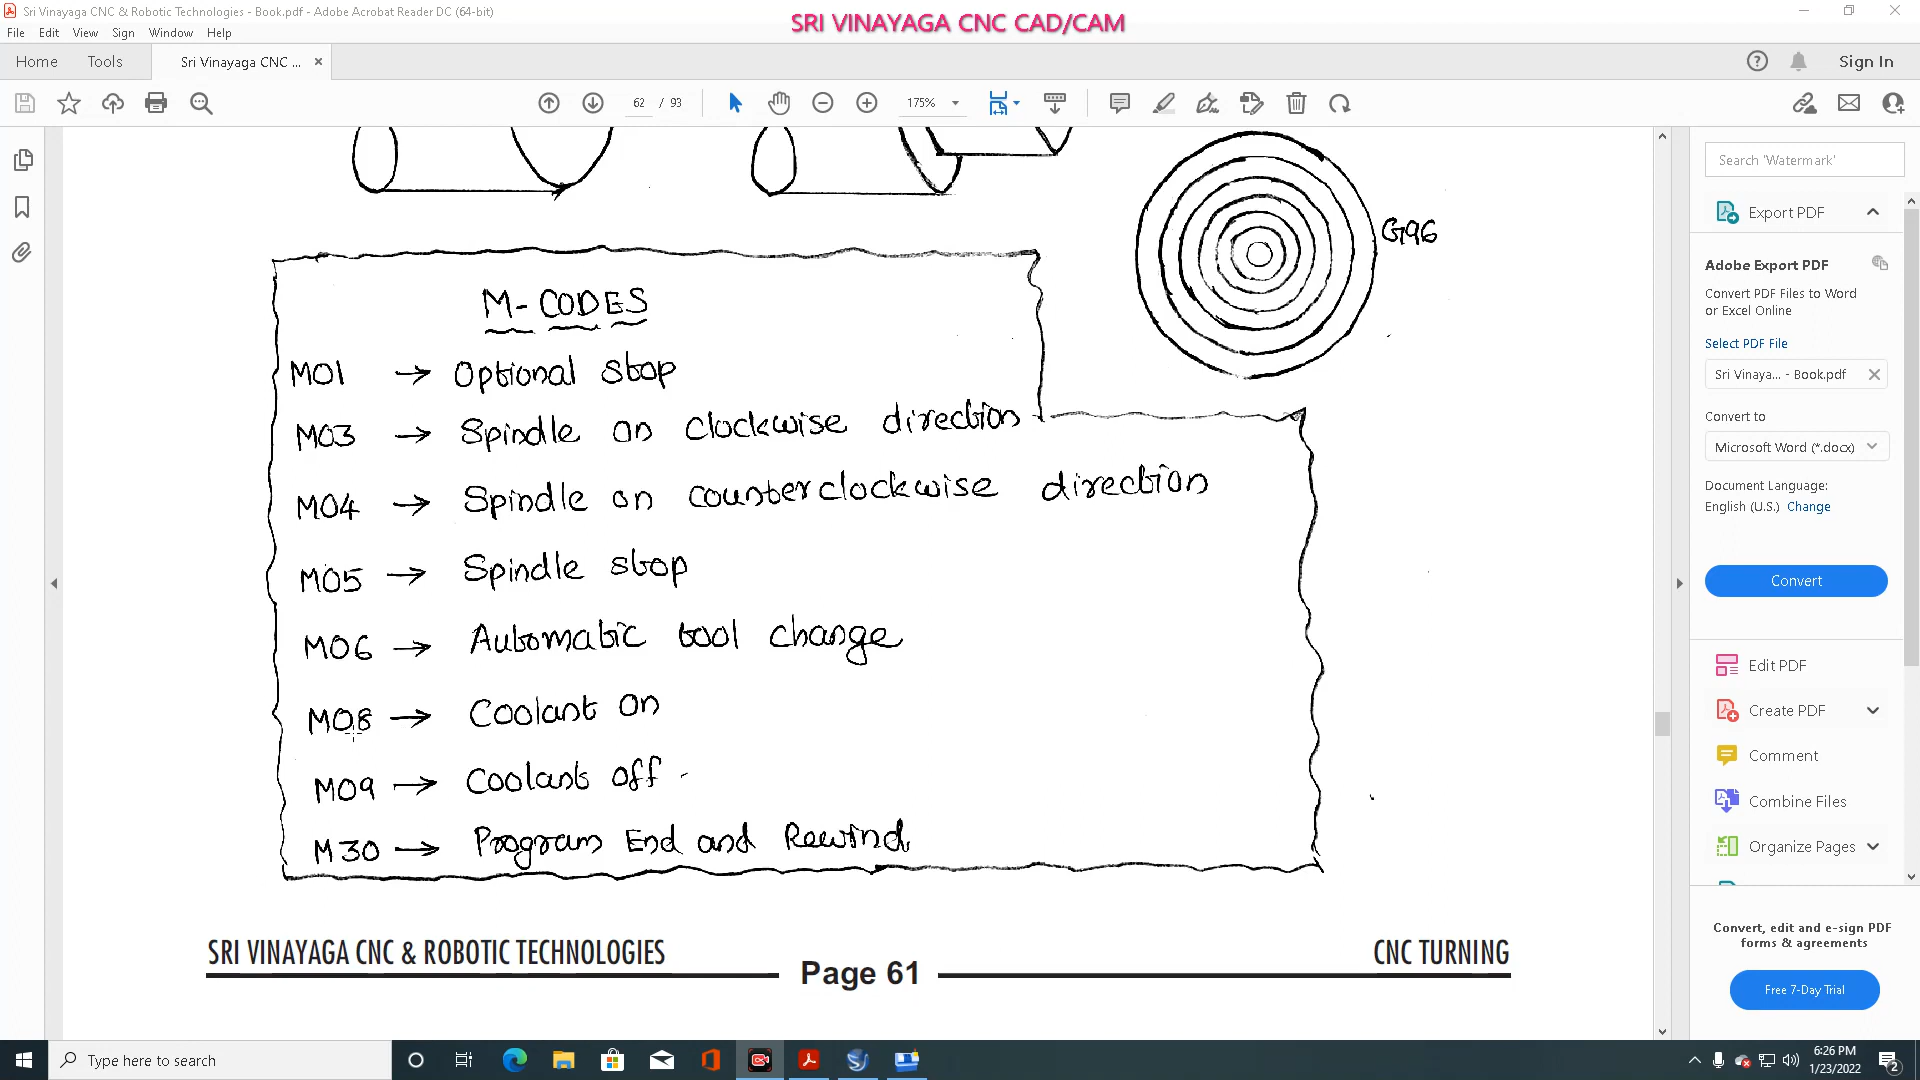 Sri Vinayaga CNC & Robotic Technologies - Book.pdf - Adobe Acrobat Reader DC (64-bit)
SRI VINAYAGA CNC CAD/CAM
File Edit View Sign Window Help
Home Tools Sri Vinayaga CNC ... × Sign In
62 / 93 175%
G96
M-CODES
M01 → Optional stop
M03 → Spindle on clockwise direction
M04 → Spindle on counterclockwise direction
M05 → Spindle stop
M06 → Automatic tool change
M08 → Coolant On
M09 → Coolant off
M30 → Program End and Rewind
SRI VINAYAGA CNC & ROBOTIC TECHNOLOGIES
Page 61
CNC TURNING
Search 'Watermark'
Export PDF
Adobe Export PDF
Convert PDF Files to Word
or Excel Online
Select PDF File
Sri Vinaya... - Book.pdf
Convert to
Microsoft Word (*.docx)
Document Language:
English (U.S.) Change
Convert
Edit PDF
Create PDF
Comment
Combine Files
Organize Pages
Convert, edit and e-sign PDF
forms & agreements
Free 7-Day Trial
Type here to search
6:26 PM
1/23/2022
2